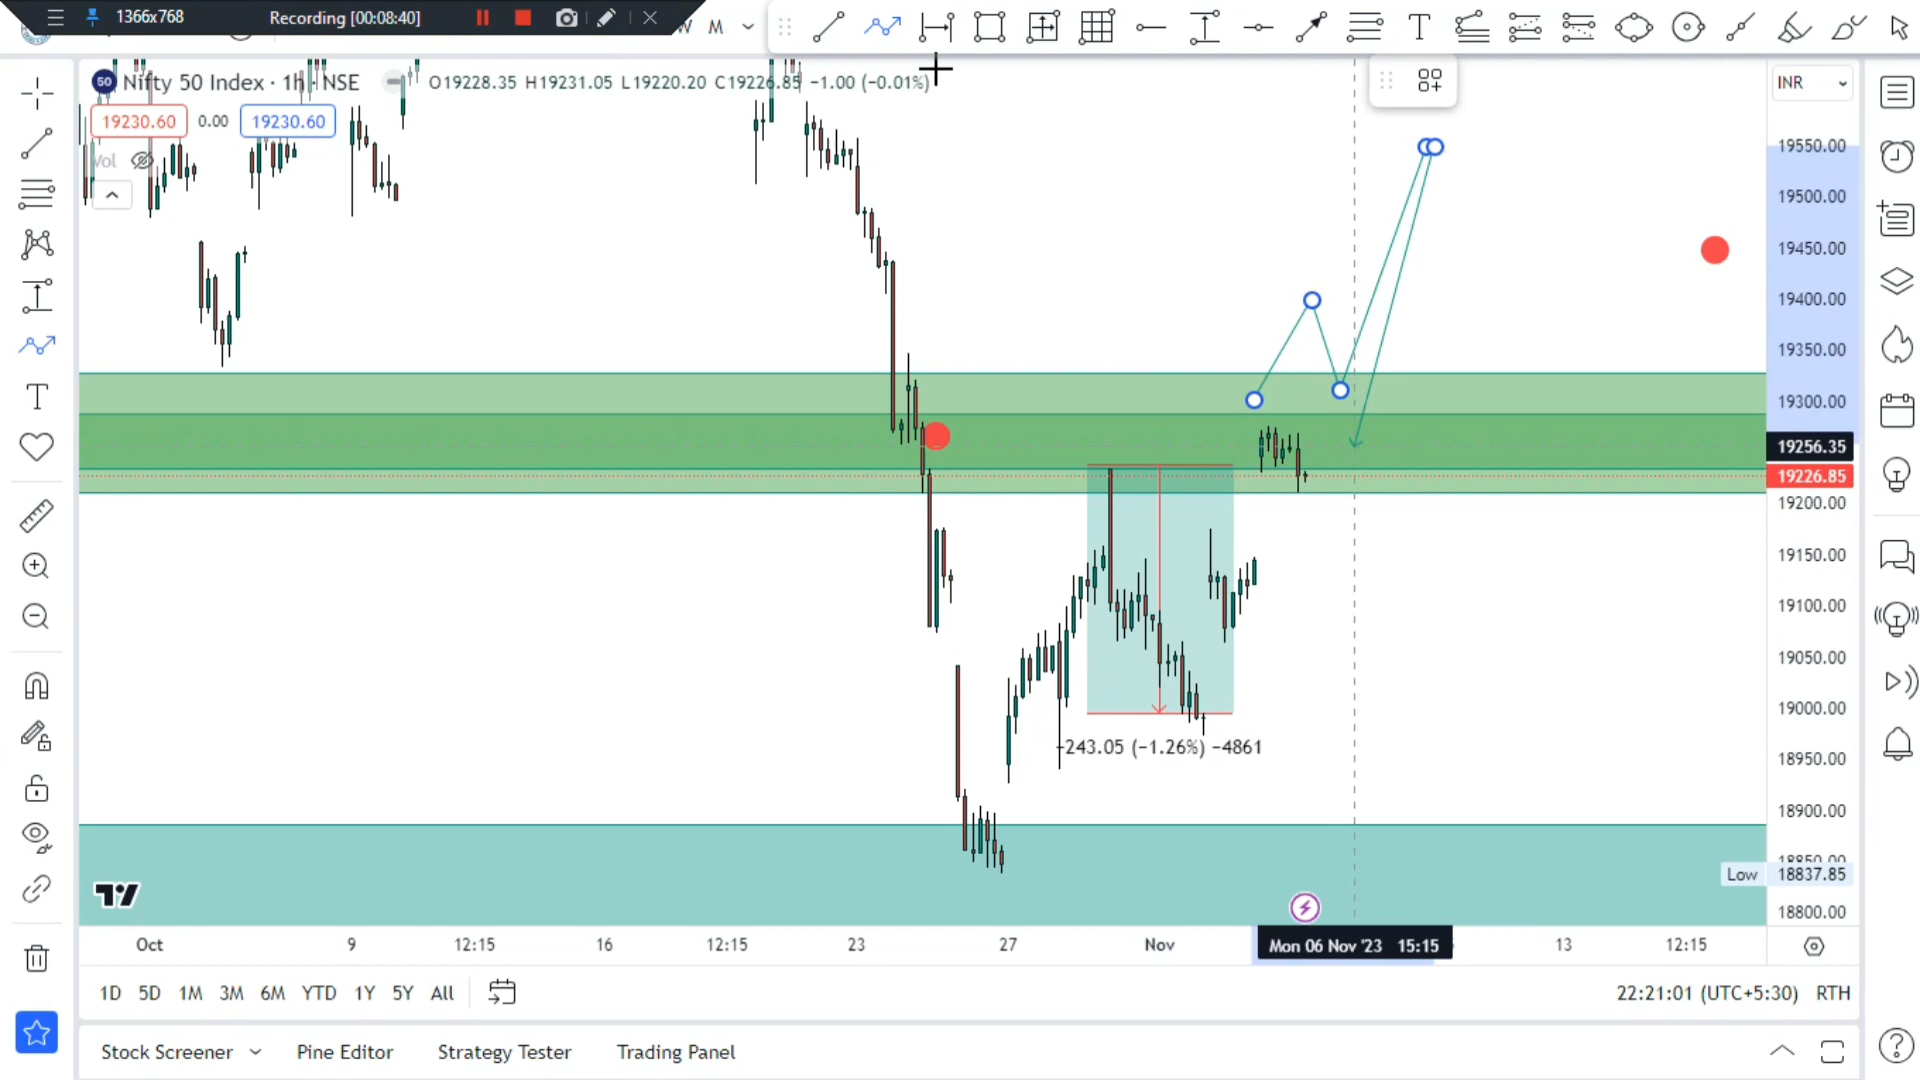 1366x768
Recording [00:08:40]
M
50 Nifty 50 Index · 1h · NSE
O19228.35 H19231.05 L19220.20 C19226.85 −1.00 (−0.01%)
INR
19230.60 0.00 19230.60
Vol
19550.00
19500.00
19450.00
19400.00
19350.00
19300.00
19256.35
19226.85
19200.00
19150.00
19100.00
19050.00
19000.00
18950.00
18900.00
18850.00
Low 18837.85
18800.00
−243.05 (−1.26%) −4861
Oct 9 12:15 16 12:15 23 27 Nov Mon 06 Nov '23 15:15 13 12:15
1D 5D 1M 3M 6M YTD 1Y 5Y All
22:21:01 (UTC+5:30) RTH
Stock Screener Pine Editor Strategy Tester Trading Panel